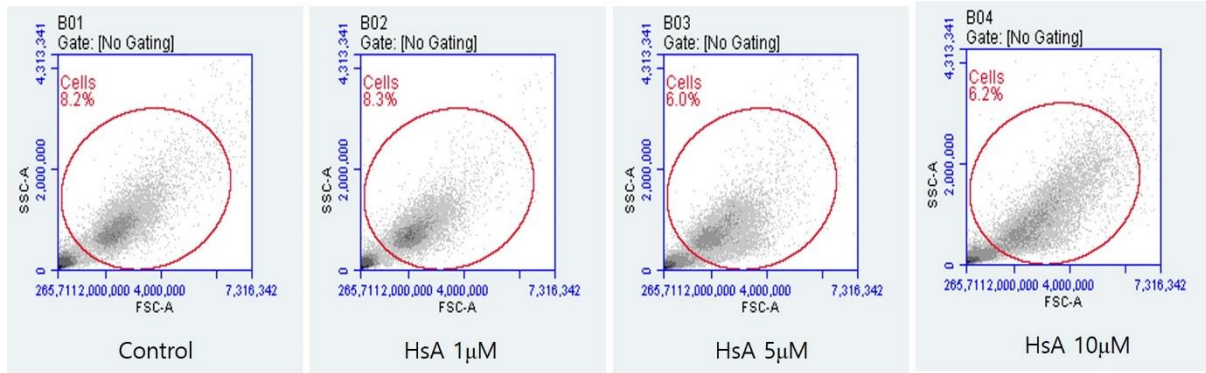 B01
Gate: [No Gating]
Cells
8.2%
4,313,341
2,000,000
0
SSC-A
265,7112,000,000 4,000,000 7,316,342
FSC-A
Control
B02
Gate: [No Gating]
Cells
8.3%
4,313,341
2,000,000
0
SSC-A
265,7112,000,000 4,000,000 7,316,342
FSC-A
HsA 1μM
B03
Gate: [No Gating]
Cells
6.0%
4,313,341
2,000,000
0
SSC-A
265,7112,000,000 4,000,000 7,316,342
FSC-A
HsA 5μM
B04
Gate: [No Gating]
Cells
6.2%
4,313,341
2,000,000
0
SSC-A
265,7112,000,000 4,000,000 7,316,342
FSC-A
HsA 10μM